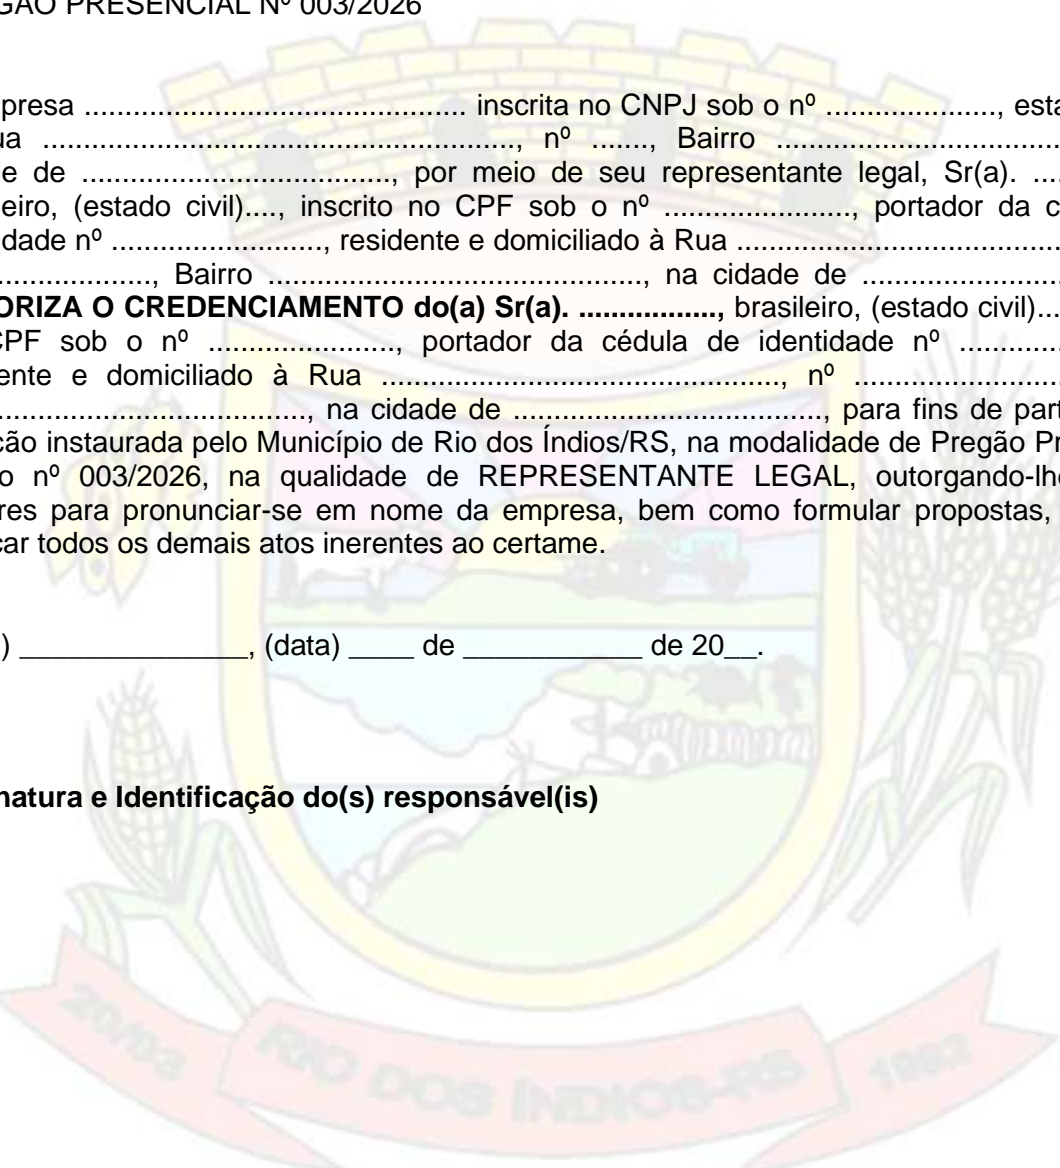 GÃO PRESENCIAL Nº 003/2026
presa ............................................... inscrita no CNPJ sob o nº ....................., esta
ua ..................................................., nº ......., Bairro ...................................
e de ..................................., por meio de seu representante legal, Sr(a). ....
leiro, (estado civil)...., inscrito no CPF sob o nº ......................, portador da c
dade nº .........................., residente e domiciliado à Rua ........................................
.................., Bairro ..........................................., na cidade de .......................
ORIZA O CREDENCIAMENTO do(a) Sr(a). ................., brasileiro, (estado civil)...
CPF sob o nº ......................, portador da cédula de identidade nº .............
ente e domiciliado à Rua .............................................., nº ........................
..................................., na cidade de ......................................, para fins de part
ção instaurada pelo Município de Rio dos Índios/RS, na modalidade de Pregão Pr
o nº 003/2026, na qualidade de REPRESENTANTE LEGAL, outorgando-lhe
res para pronunciar-se em nome da empresa, bem como formular propostas,
car todos os demais atos inerentes ao certame.
) ______________, (data) ____ de ___________ de 20__.
natura e Identificação do(s) responsável(is)
20/03 RIO DOS ÍNDIOS-RS 1992